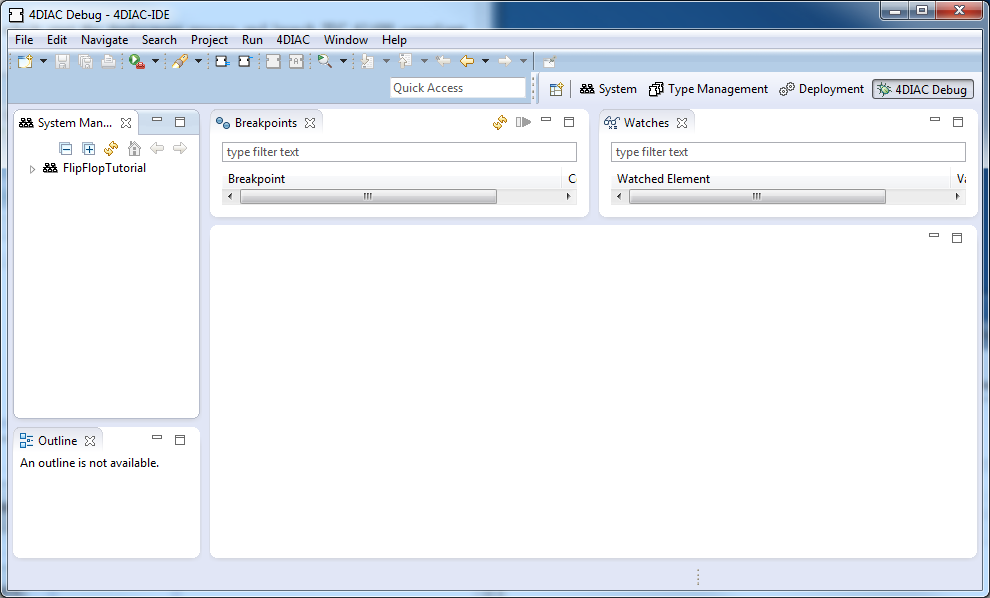 4DIAC Debug - 4DIAC-IDE
File Edit Navigate Search Project Run 4DIAC Window Help
Quick Access
System Type Management Deployment 4DIAC Debug
System Man...
FlipFlopTutorial
Breakpoints
type filter text
Breakpoint C
Watches
type filter text
Watched Element
Outline
An outline is not available.